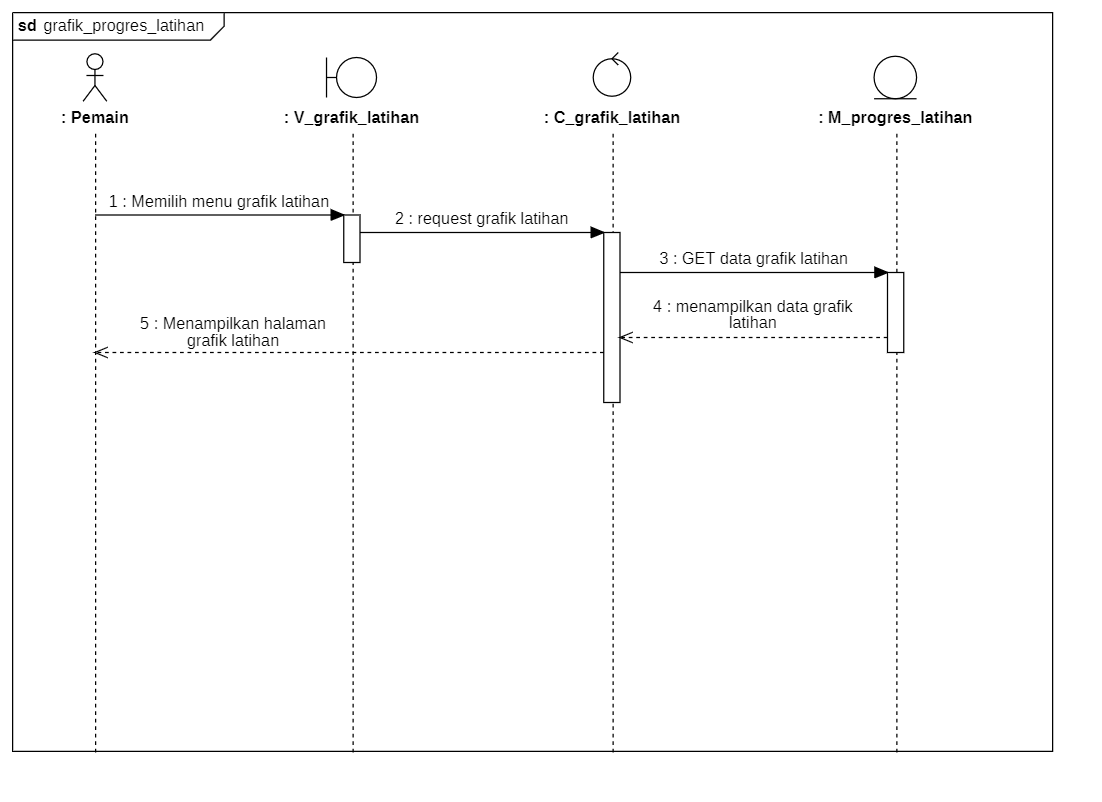 sd grafik_progres_latihan
: Pemain
: V_grafik_latihan
: C_grafik_latihan
: M_progres_latihan
1 : Memilih menu grafik latihan
2 : request grafik latihan
3 : GET data grafik latihan
4 : menampilkan data grafik
latihan
5 : Menampilkan halaman
grafik latihan